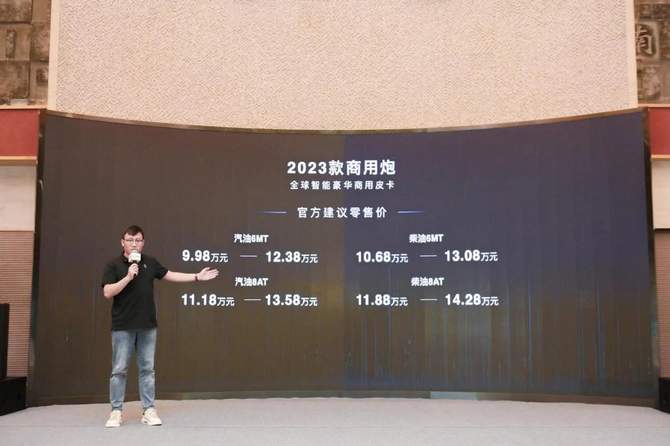 2023款商用炮
全球智能豪华商用皮卡
官方建议零售价
汽油6MT
9.98万元 — 12.38万元
柴油6MT
10.68万元 — 13.08万元
汽油8AT
11.18万元 — 13.58万元
柴油8AT
11.88万元 — 14.28万元
南